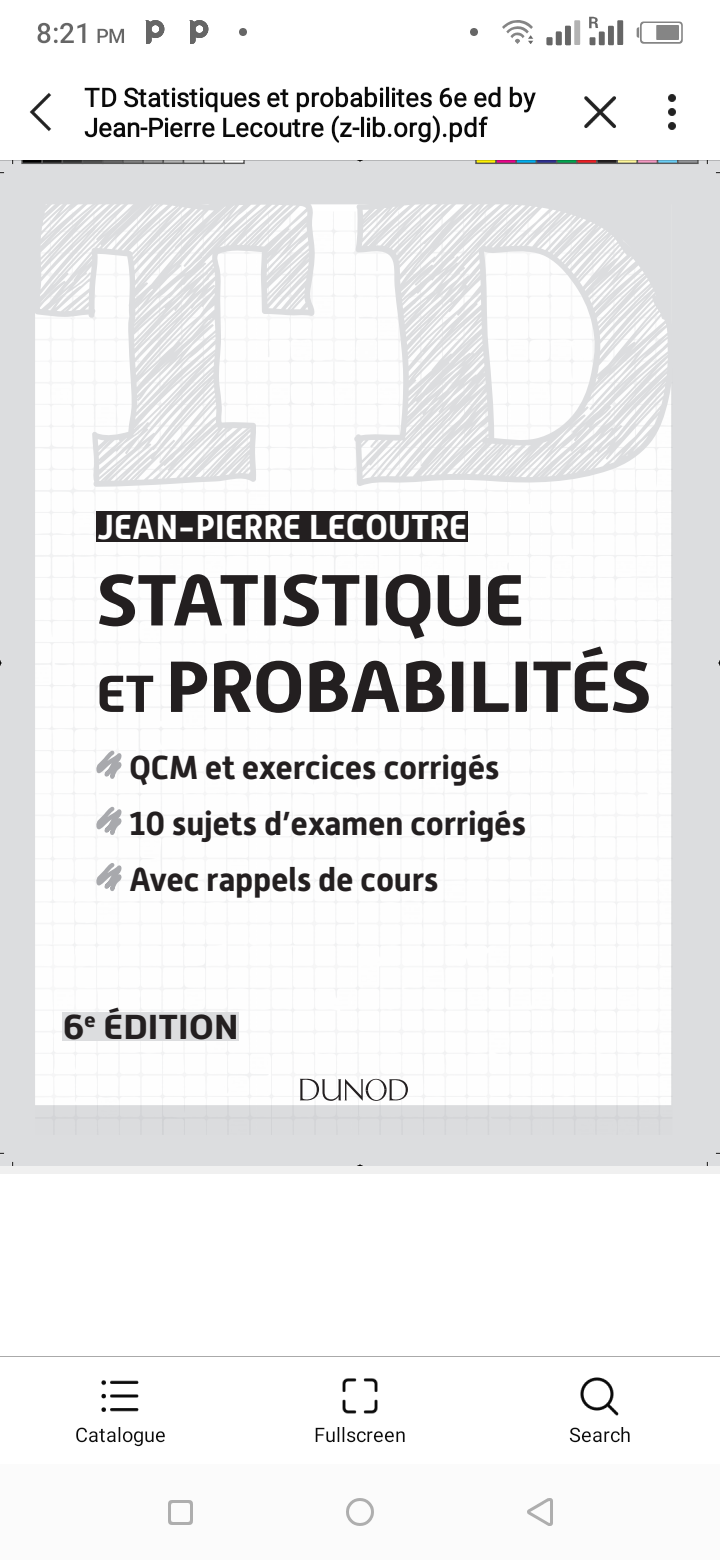 8:21 PM
R
TD Statistiques et probabilites 6e ed by
Jean-Pierre Lecoutre (z-lib.org).pdf
TD
JEAN-PIERRE LECOUTRE
STATISTIQUE
ET PROBABILITÉS
QCM et exercices corrigés
10 sujets d’examen corrigés
Avec rappels de cours
6e ÉDITION
DUNOD
Catalogue Fullscreen Search